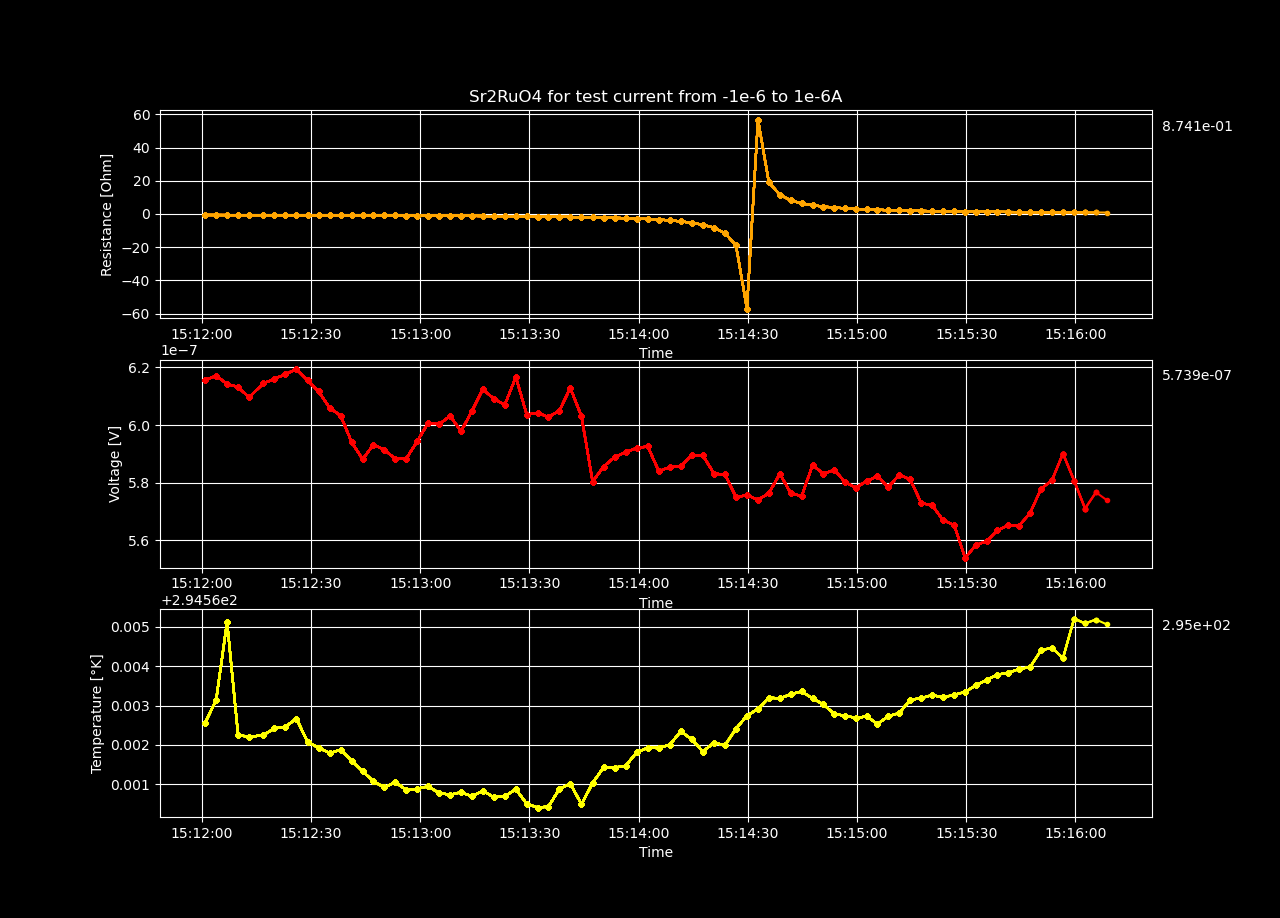 Sr2RuO4 for test current from -1e-6 to 1e-6A
60
40
20
0
−20
−40
−60
Resistance [Ohm]
8.741e-01
15:12:00 15:12:30 15:13:00 15:13:30 15:14:00 15:14:30 15:15:00 15:15:30 15:16:00
Time
1e−7
6.2
6.0
5.8
5.6
Voltage [V]
5.739e-07
15:12:00 15:12:30 15:13:00 15:13:30 15:14:00 15:14:30 15:15:00 15:15:30 15:16:00
Time
+2.9456e2
0.005
0.004
0.003
0.002
0.001
Temperature [°K]
2.95e+02
15:12:00 15:12:30 15:13:00 15:13:30 15:14:00 15:14:30 15:15:00 15:15:30 15:16:00
Time